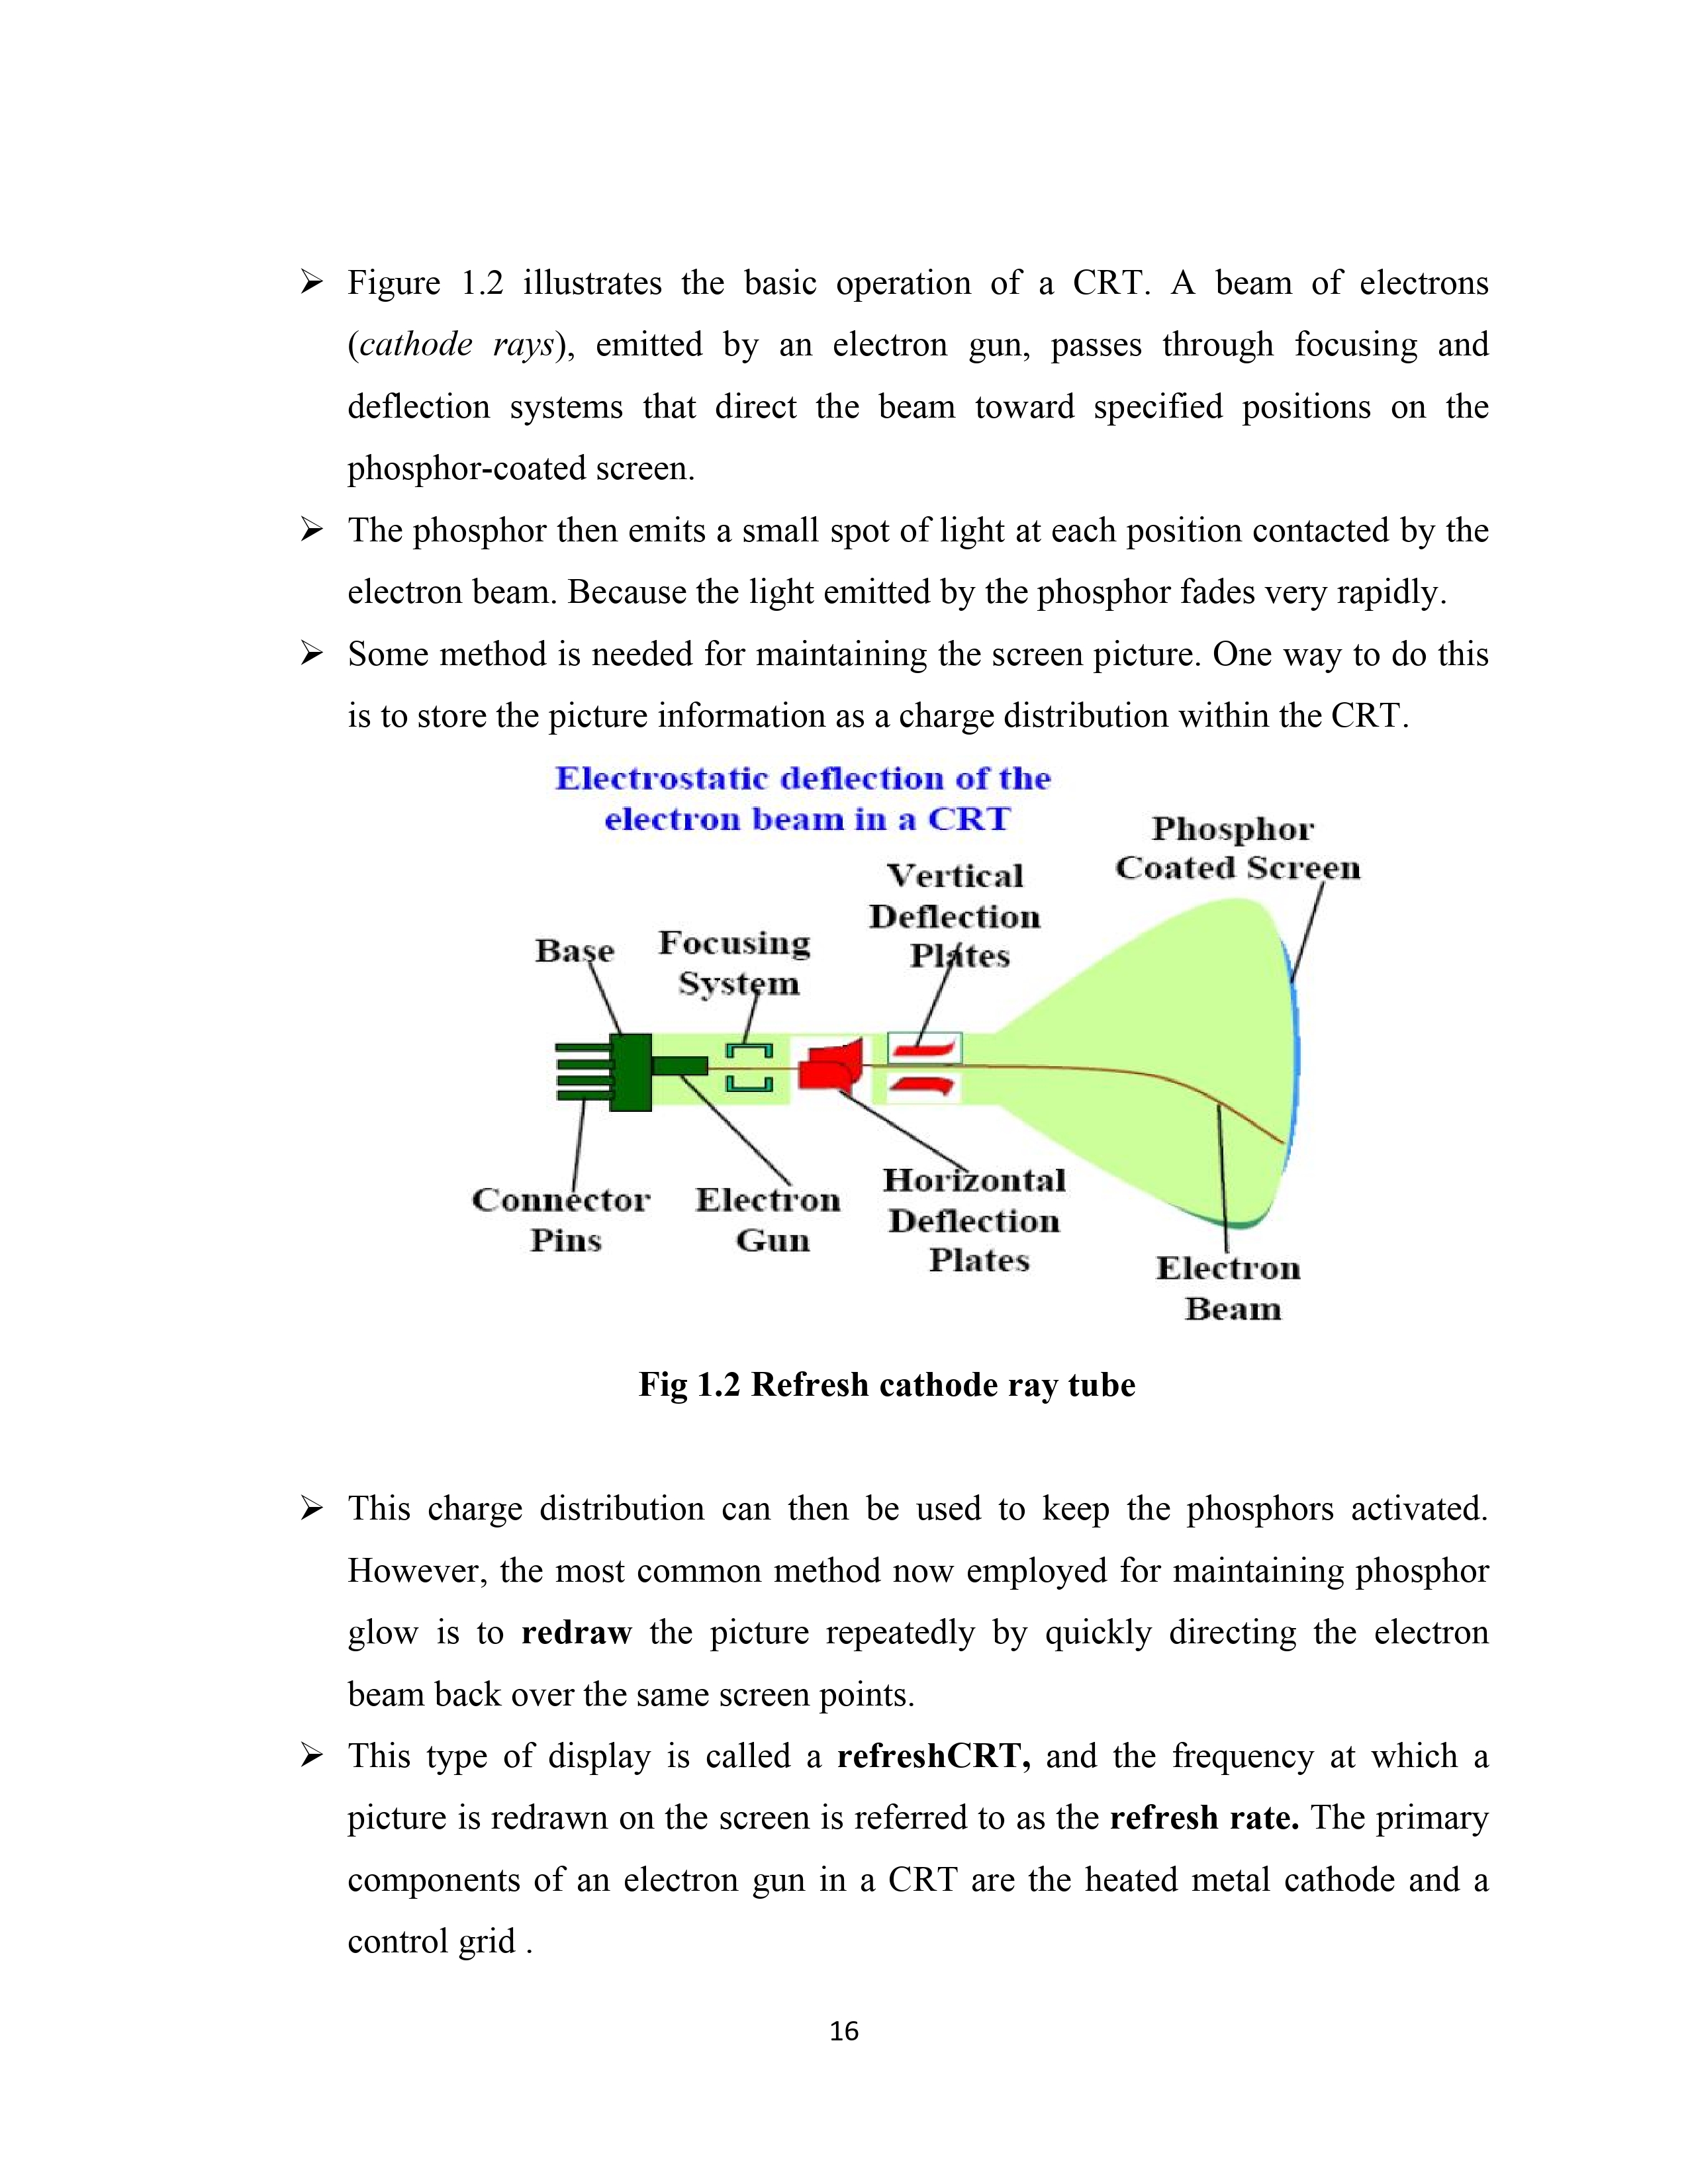 ➢ Figure 1.2 illustrates the basic operation of a CRT. A beam of electrons
(cathode rays), emitted by an electron gun, passes through focusing and
deflection systems that direct the beam toward specified positions on the
phosphor-coated screen.
➢ The phosphor then emits a small spot of light at each position contacted by the
electron beam. Because the light emitted by the phosphor fades very rapidly.
➢ Some method is needed for maintaining the screen picture. One way to do this
is to store the picture information as a charge distribution within the CRT.
Electrostatic deflection of the
electron beam in a CRT
Phosphor
Coated Screen
Vertical
Deflection
Plates
Base
Focusing
System
Connector
Pins
Electron
Gun
Horizontal
Deflection
Plates
Electron
Beam
Fig 1.2 Refresh cathode ray tube
➢ This charge distribution can then be used to keep the phosphors activated.
However, the most common method now employed for maintaining phosphor
glow is to redraw the picture repeatedly by quickly directing the electron
beam back over the same screen points.
➢ This type of display is called a refreshCRT, and the frequency at which a
picture is redrawn on the screen is referred to as the refresh rate. The primary
components of an electron gun in a CRT are the heated metal cathode and a
control grid .
16